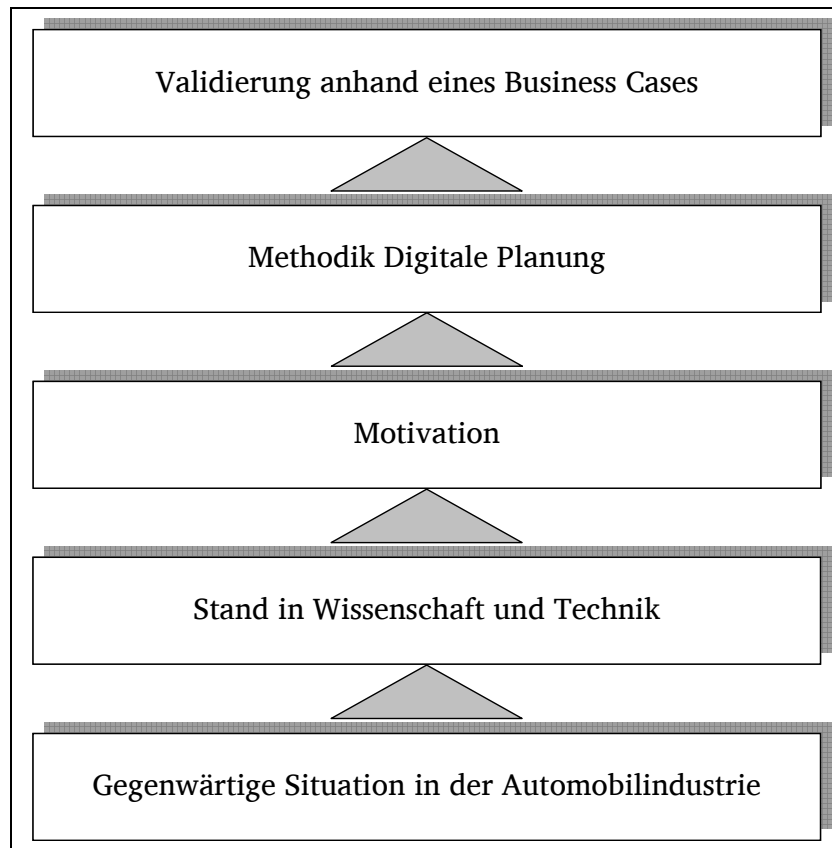 Validierung anhand eines Business Cases
Methodik Digitale Planung
Motivation
Stand in Wissenschaft und Technik
Gegenwärtige Situation in der Automobilindustrie